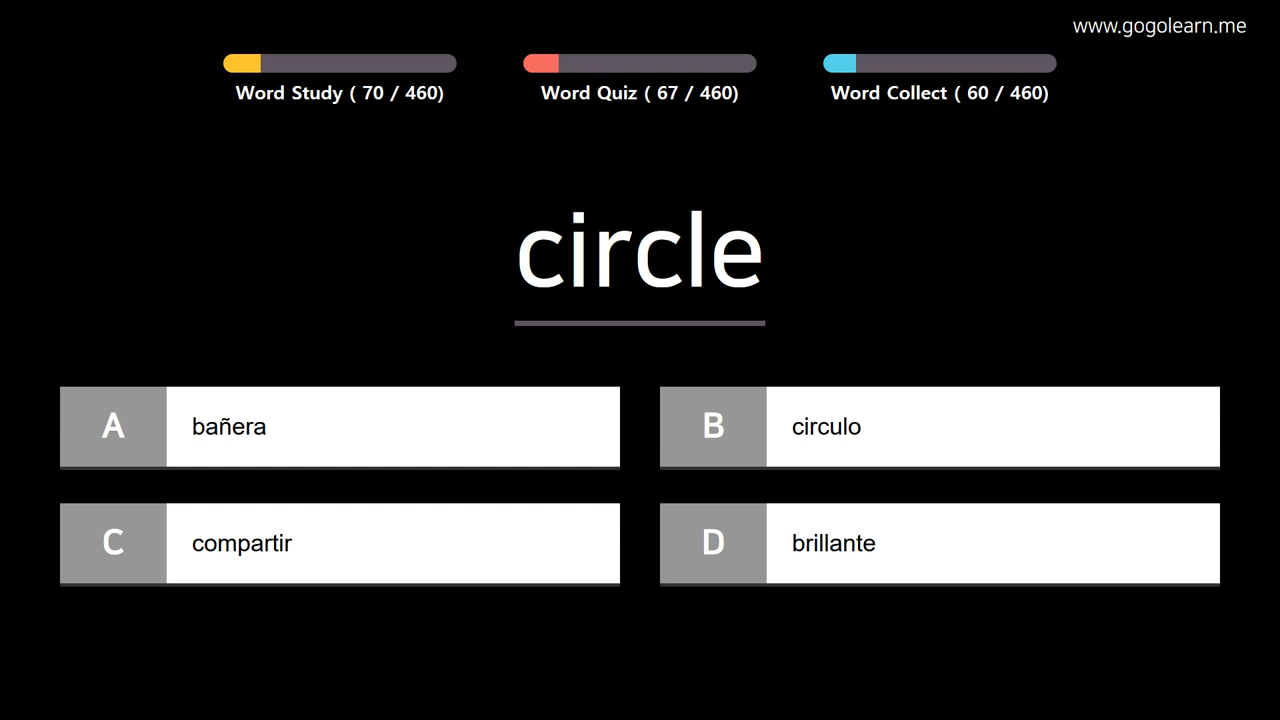 www.gogolearn.me
Word Study ( 70 / 460)
Word Quiz ( 67 / 460)
Word Collect ( 60 / 460)
circle
A bañera
B circulo
C compartir
D brillante